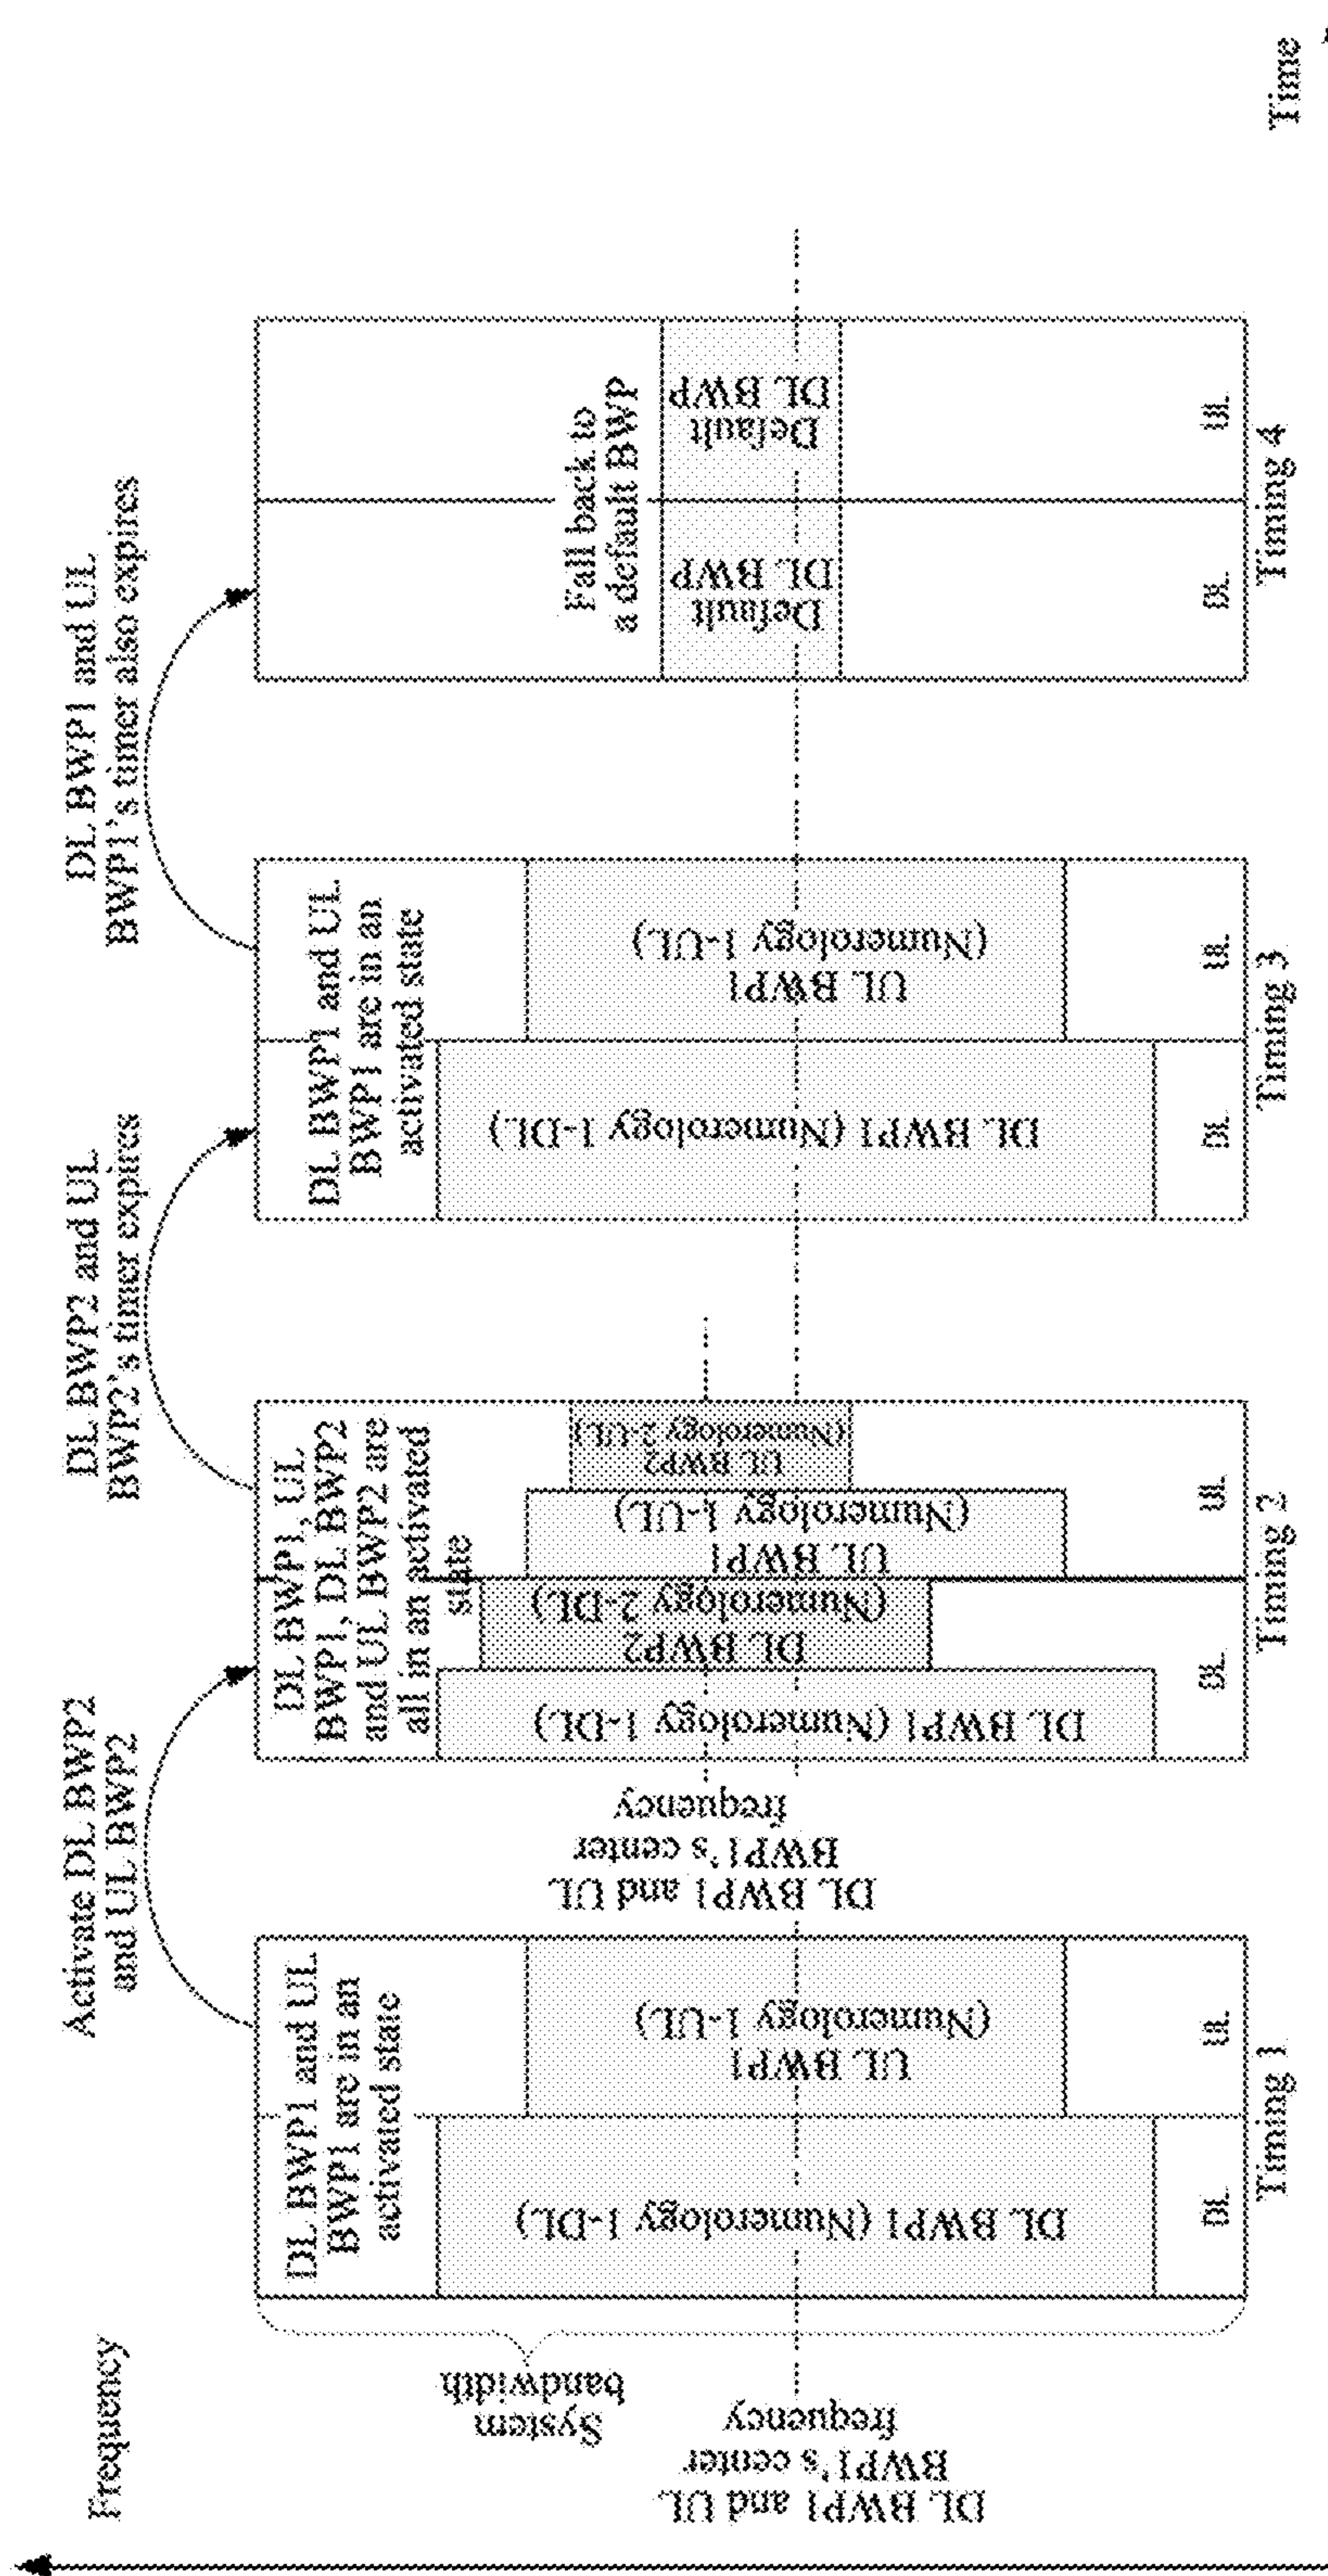 Frequency
Activate DL BWP2
and UL BWP2
DL BWP2 and UL
BWP2's timer expires
DL BWP1 and UL
BWP1's timer also expires
System
bandwidth
DL BWP1 and UL
BWP1's center
frequency
DL BWP1 and UL
BWP1 are in an
activated state
DL BWP1 (Numerology 1-DL)
UL BWP1
(Numerology 1-UL)
DL
UL
Timing 1
DL BWP1 and UL
BWP1's center
frequency
DL BWP1, UL
BWP1, DL BWP2
and UL BWP2 are
all in an activated
state
DL BWP1 (Numerology 1-DL)
DL BWP2
(Numerology 2-DL)
UL BWP1
(Numerology 1-UL)
UL BWP2
(Numerology 2-UL)
DL
UL
Timing 2
DL BWP1 and UL
BWP1 are in an
activated state
DL BWP1 (Numerology 1-DL)
UL BWP1
(Numerology 1-UL)
DL
UL
Timing 3
Fall back to
a default BWP
Default
DL BWP
Default
DL BWP
DL
UL
Timing 4
Time